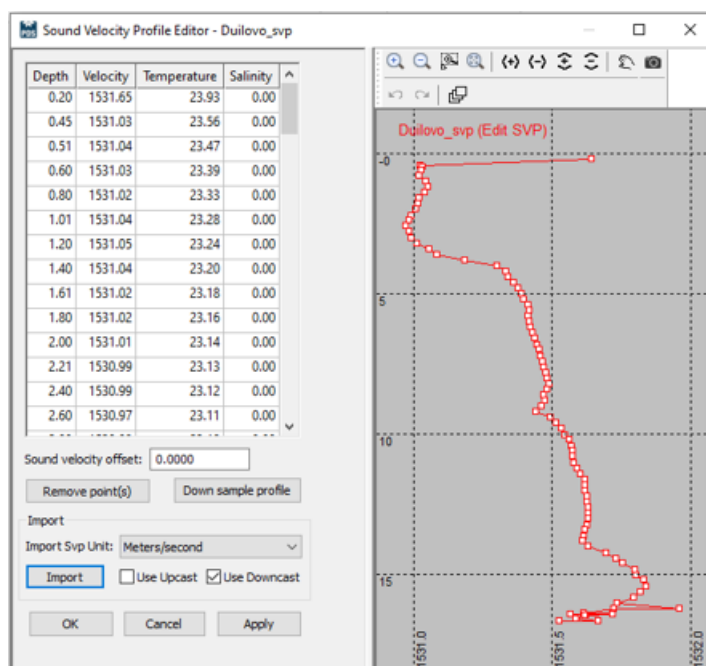 PDS Sound Velocity Profile Editor - Duilovo_svp
Depth Velocity Temperature Salinity
0.20 1531.65 23.93 0.00
0.45 1531.03 23.56 0.00
0.51 1531.04 23.47 0.00
0.60 1531.03 23.39 0.00
0.80 1531.02 23.33 0.00
1.01 1531.04 23.28 0.00
1.20 1531.05 23.24 0.00
1.40 1531.04 23.20 0.00
1.61 1531.02 23.18 0.00
1.80 1531.02 23.16 0.00
2.00 1531.01 23.14 0.00
2.21 1530.99 23.13 0.00
2.40 1530.99 23.12 0.00
2.60 1530.97 23.11 0.00
Sound velocity offset: 0.0000
Remove point(s) Down sample profile
Import
Import Svp Unit: Meters/second
Import Use Upcast Use Downcast
OK Cancel Apply
Duilovo_svp (Edit SVP)
-0
5
10
15
1531.0 1531.5 1532.0